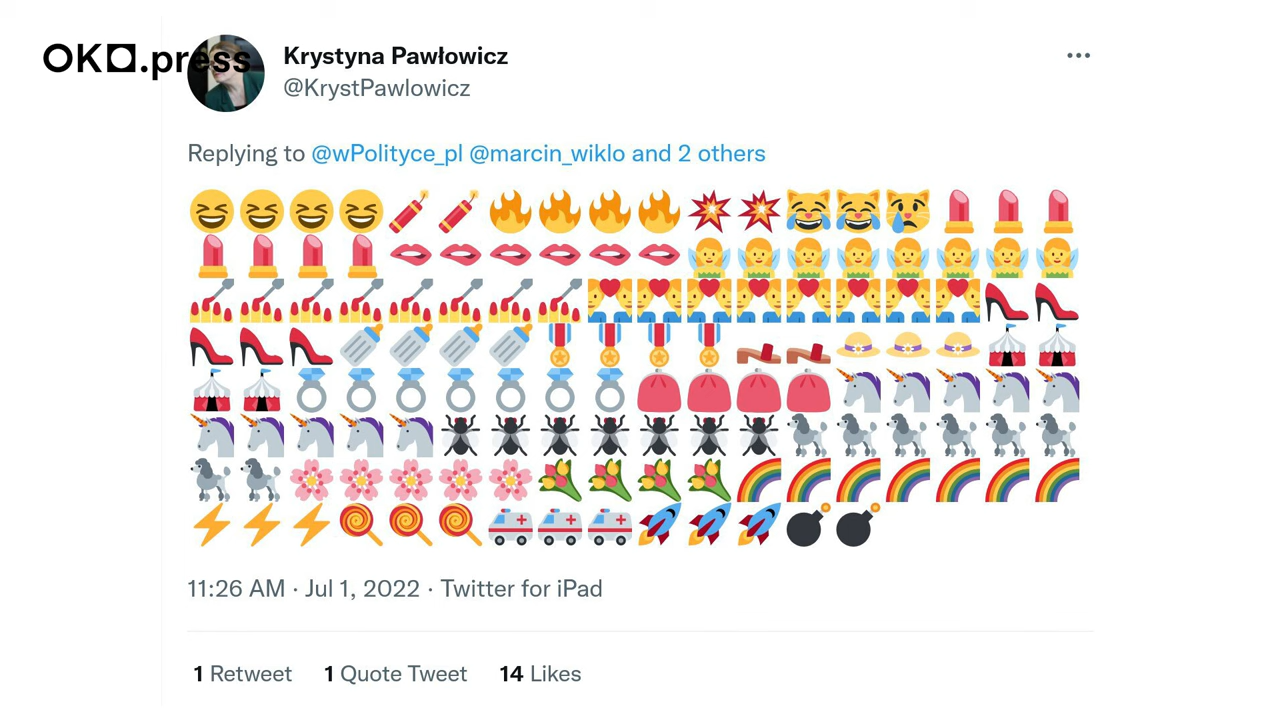 OKO.press
Krystyna Pawłowicz
@KrystPawlowicz
Replying to @wPolityce_pl @marcin_wiklo and 2 others
11:26 AM · Jul 1, 2022 · Twitter for iPad
1 Retweet 1 Quote Tweet 14 Likes